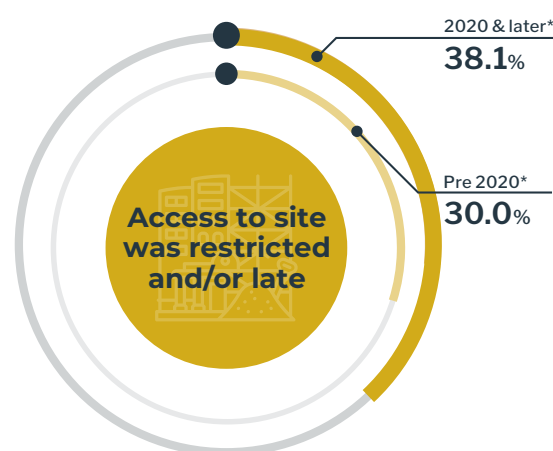 2020 & later*
38.1%
Pre 2020*
30.0%
Access to site
was restricted
and/or late